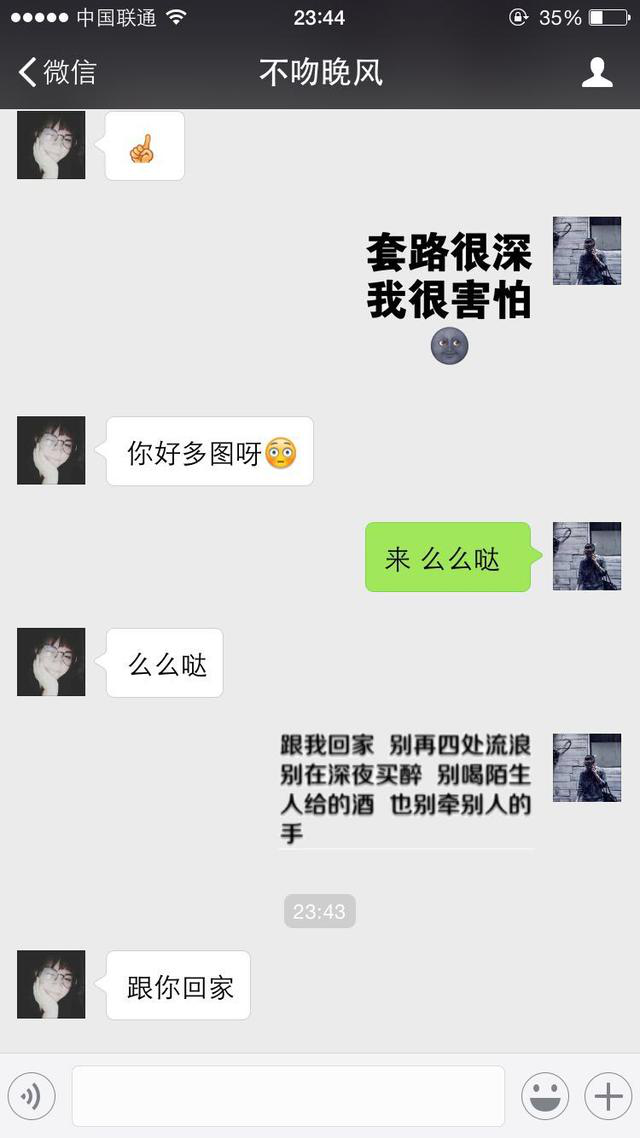 中国联通 23:44 35%
微信 不吻晚风
☝
套路很深
我很害怕
🌚
你好多图呀😳
来 么么哒
么么哒
跟我回家 别再四处流浪
别在深夜买醉 别喝陌生
人给的酒 也别牵别人的
手
23:43
跟你回家